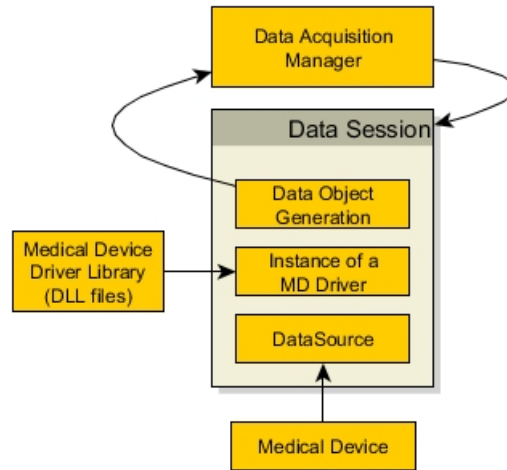 Data Acquisition
Manager
Data Session
Data Object
Generation
Medical Device
Driver Library
(DLL files)
Instance of a
MD Driver
DataSource
Medical Device